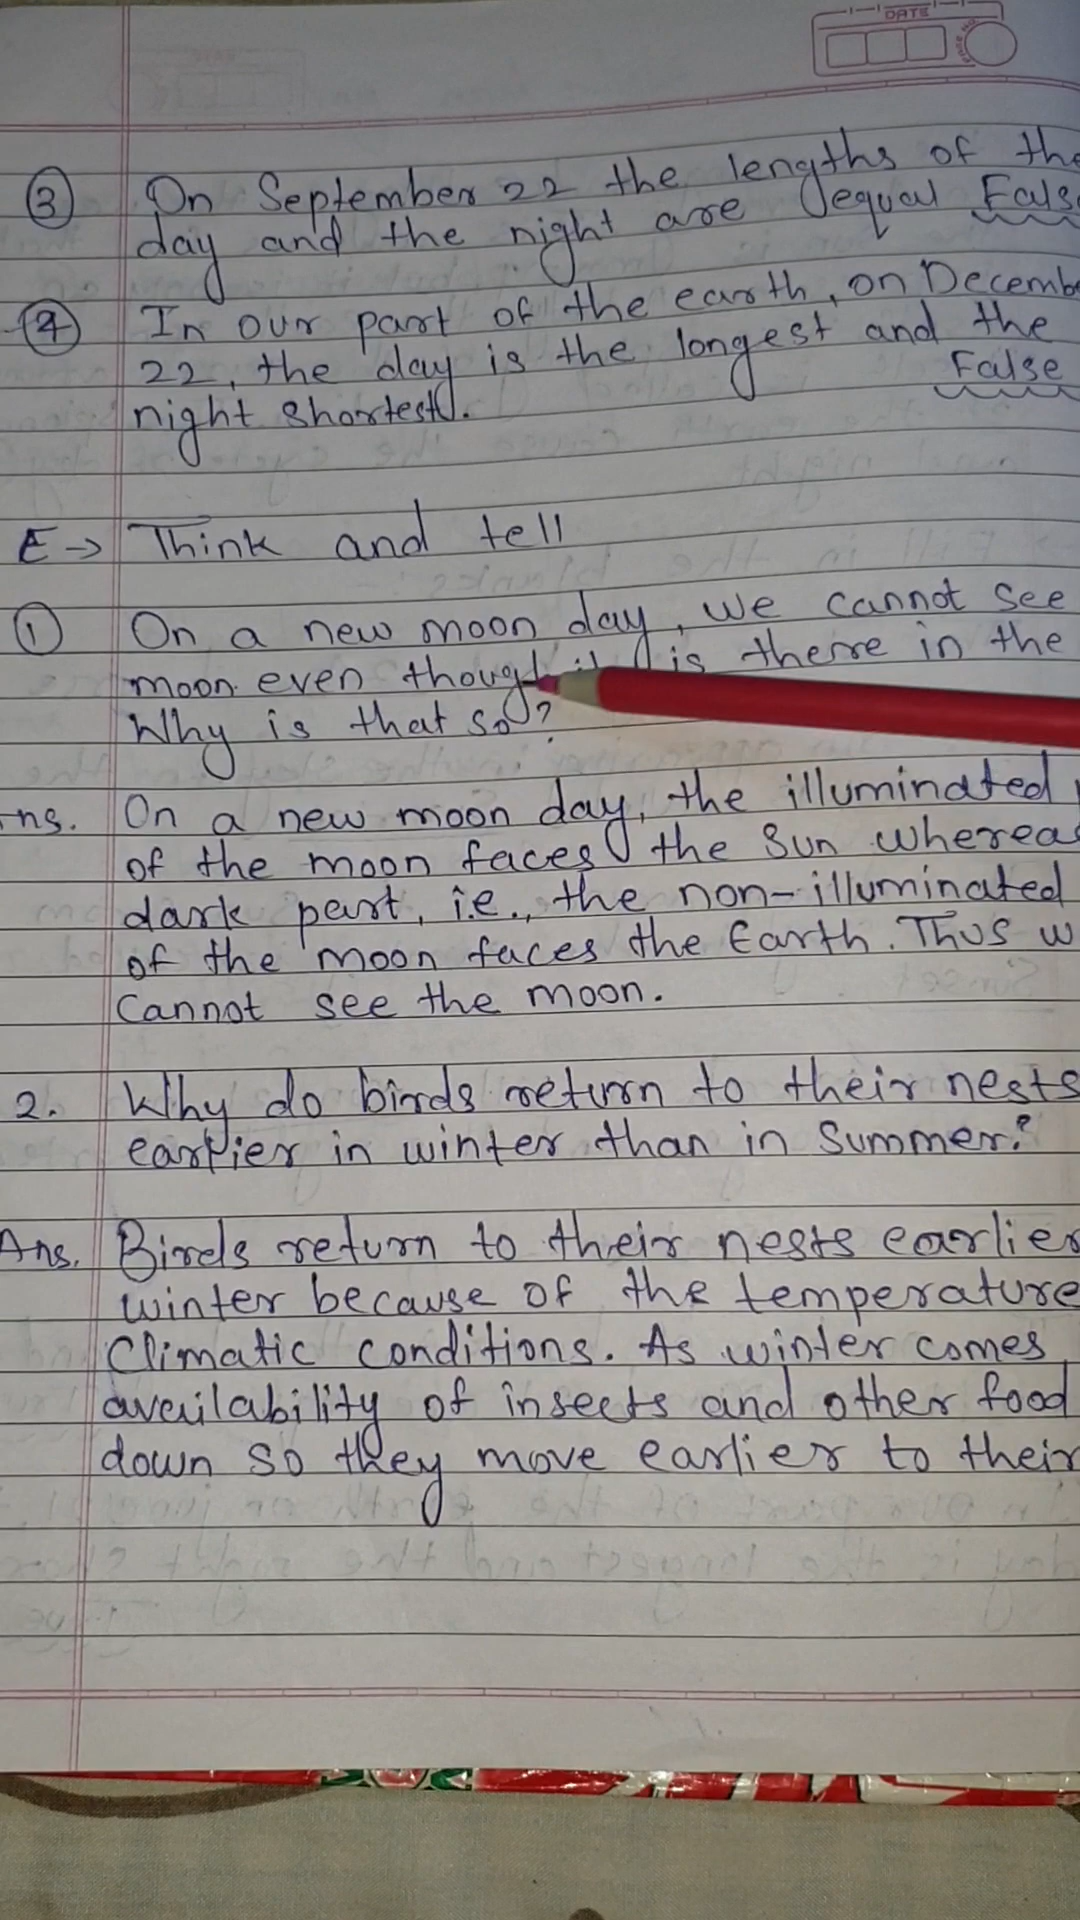 DATE
③ On September 22 the lengths of the
day and the night are equal False
④ In our part of the earth, on Decembe
22, the day is the longest and the
night shortest. False
E→ Think and tell
① On a new moon day, we cannot see
moon even though it is there in the
Why is that so?
Ans. On a new moon day, the illuminated
of the moon faces the Sun whereas
dark part, i.e., the non-illuminated
of the moon faces the Earth. Thus w
Cannot see the moon.
2. Why do birds return to their nests
earlier in winter than in Summer?
Ans. Birds return to their nests earlier
winter because of the temperature
Climatic conditions. As winter comes,
availability of insects and other food
down so they move earlier to their